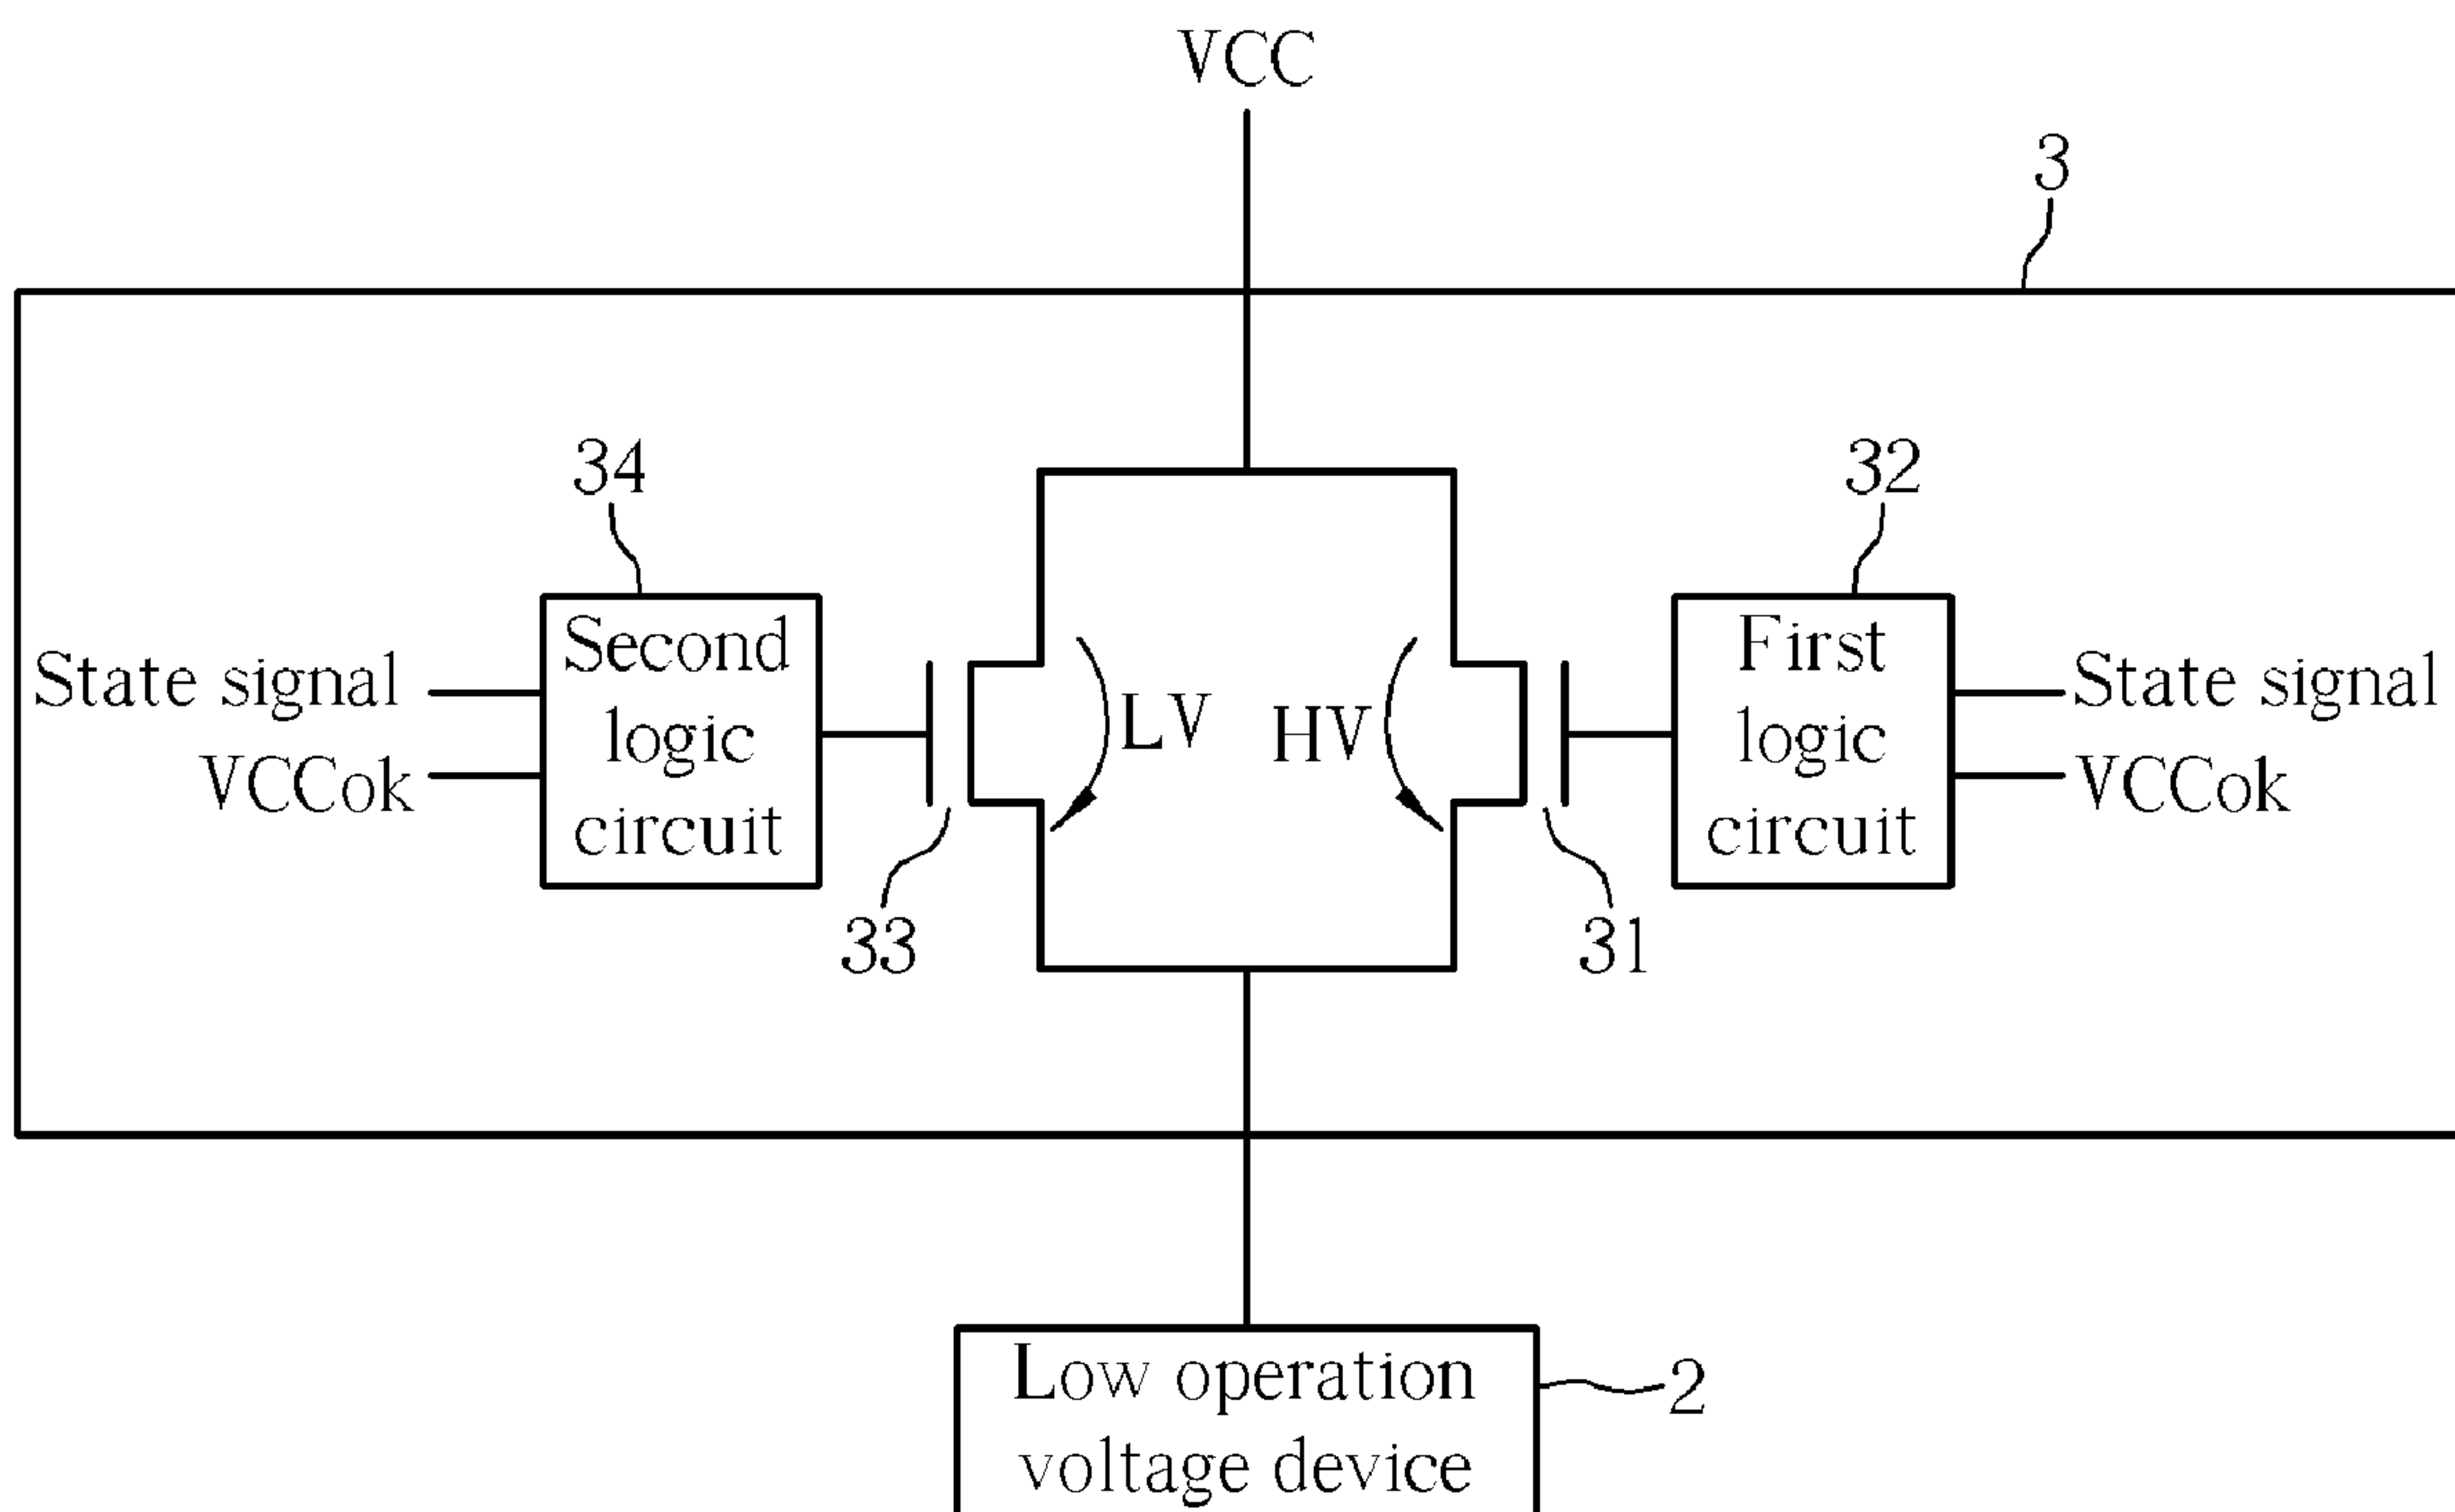 VCC
3
34
32
Second
logic
circuit
First
logic
circuit
State signal
VCCok
LV
HV
State signal
VCCok
33
31
Low operation
voltage device
2